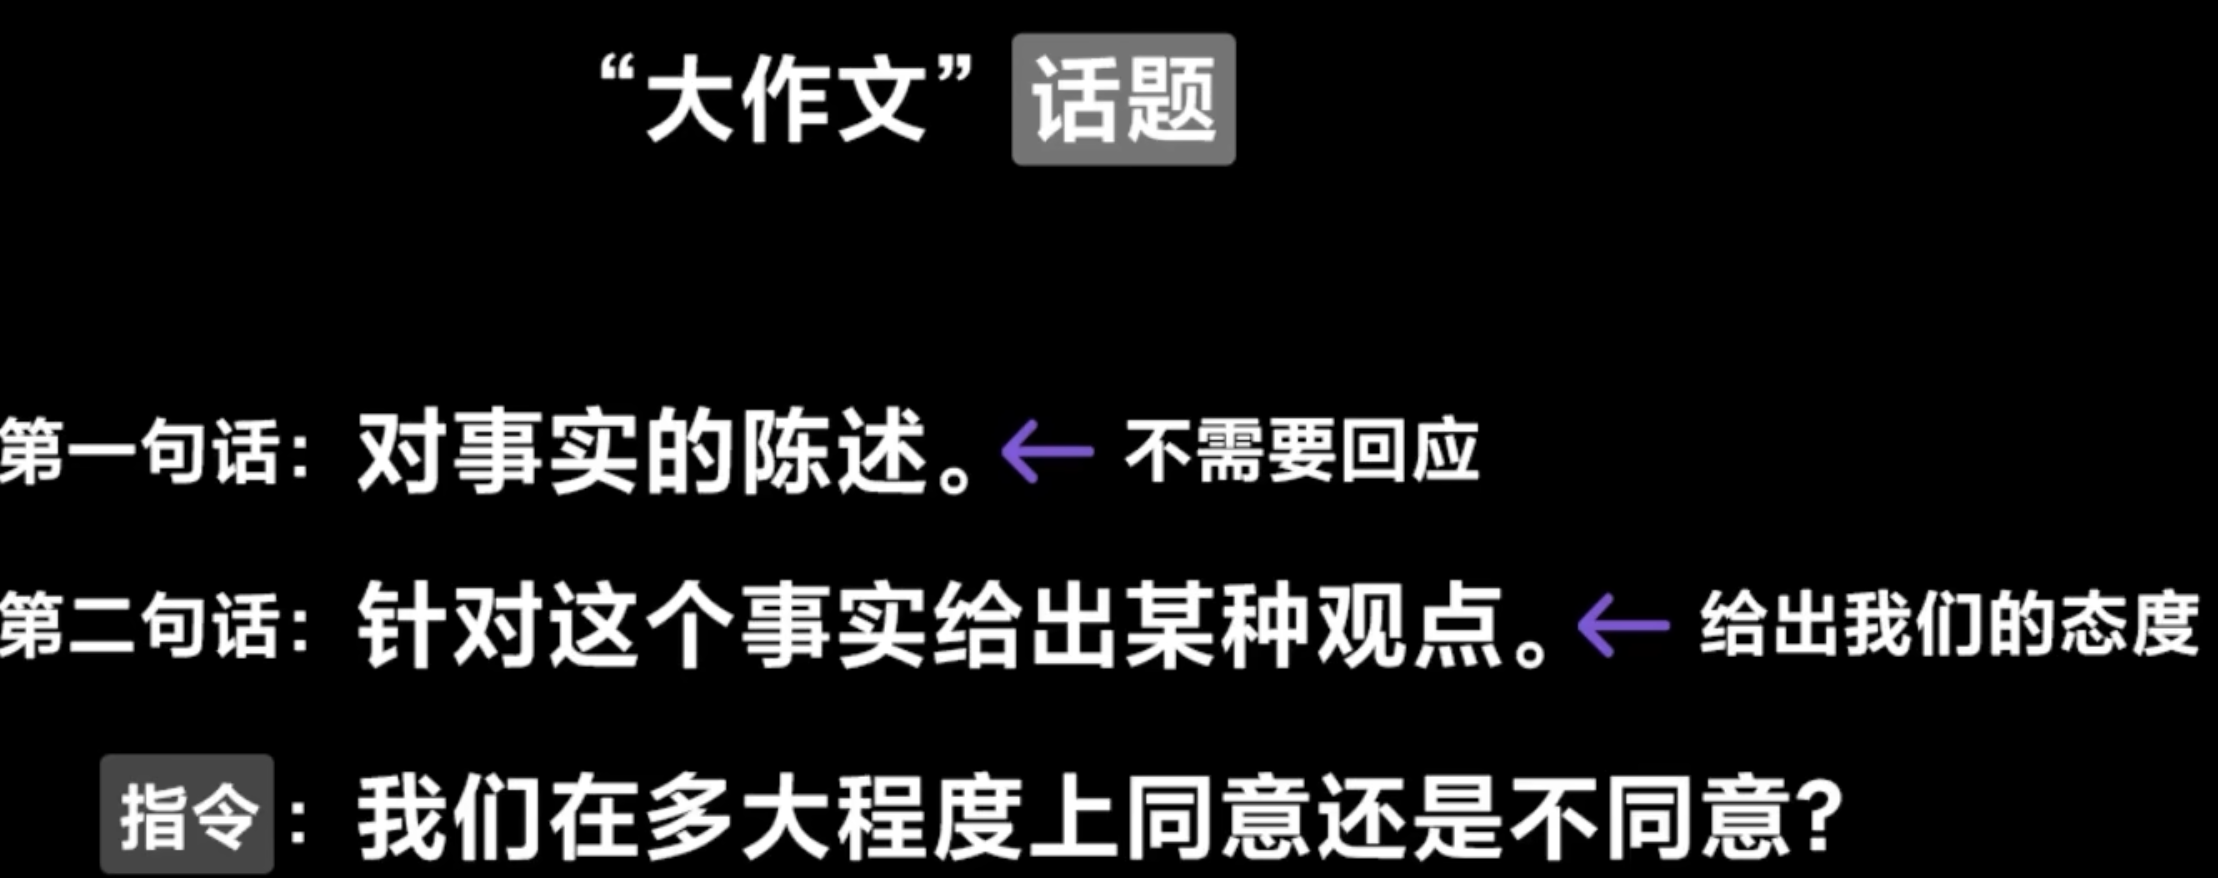 “大作文” 话题
第一句话：对事实的陈述。← 不需要回应
第二句话：针对这个事实给出某种观点。← 给出我们的态度
指令：我们在多大程度上同意还是不同意？